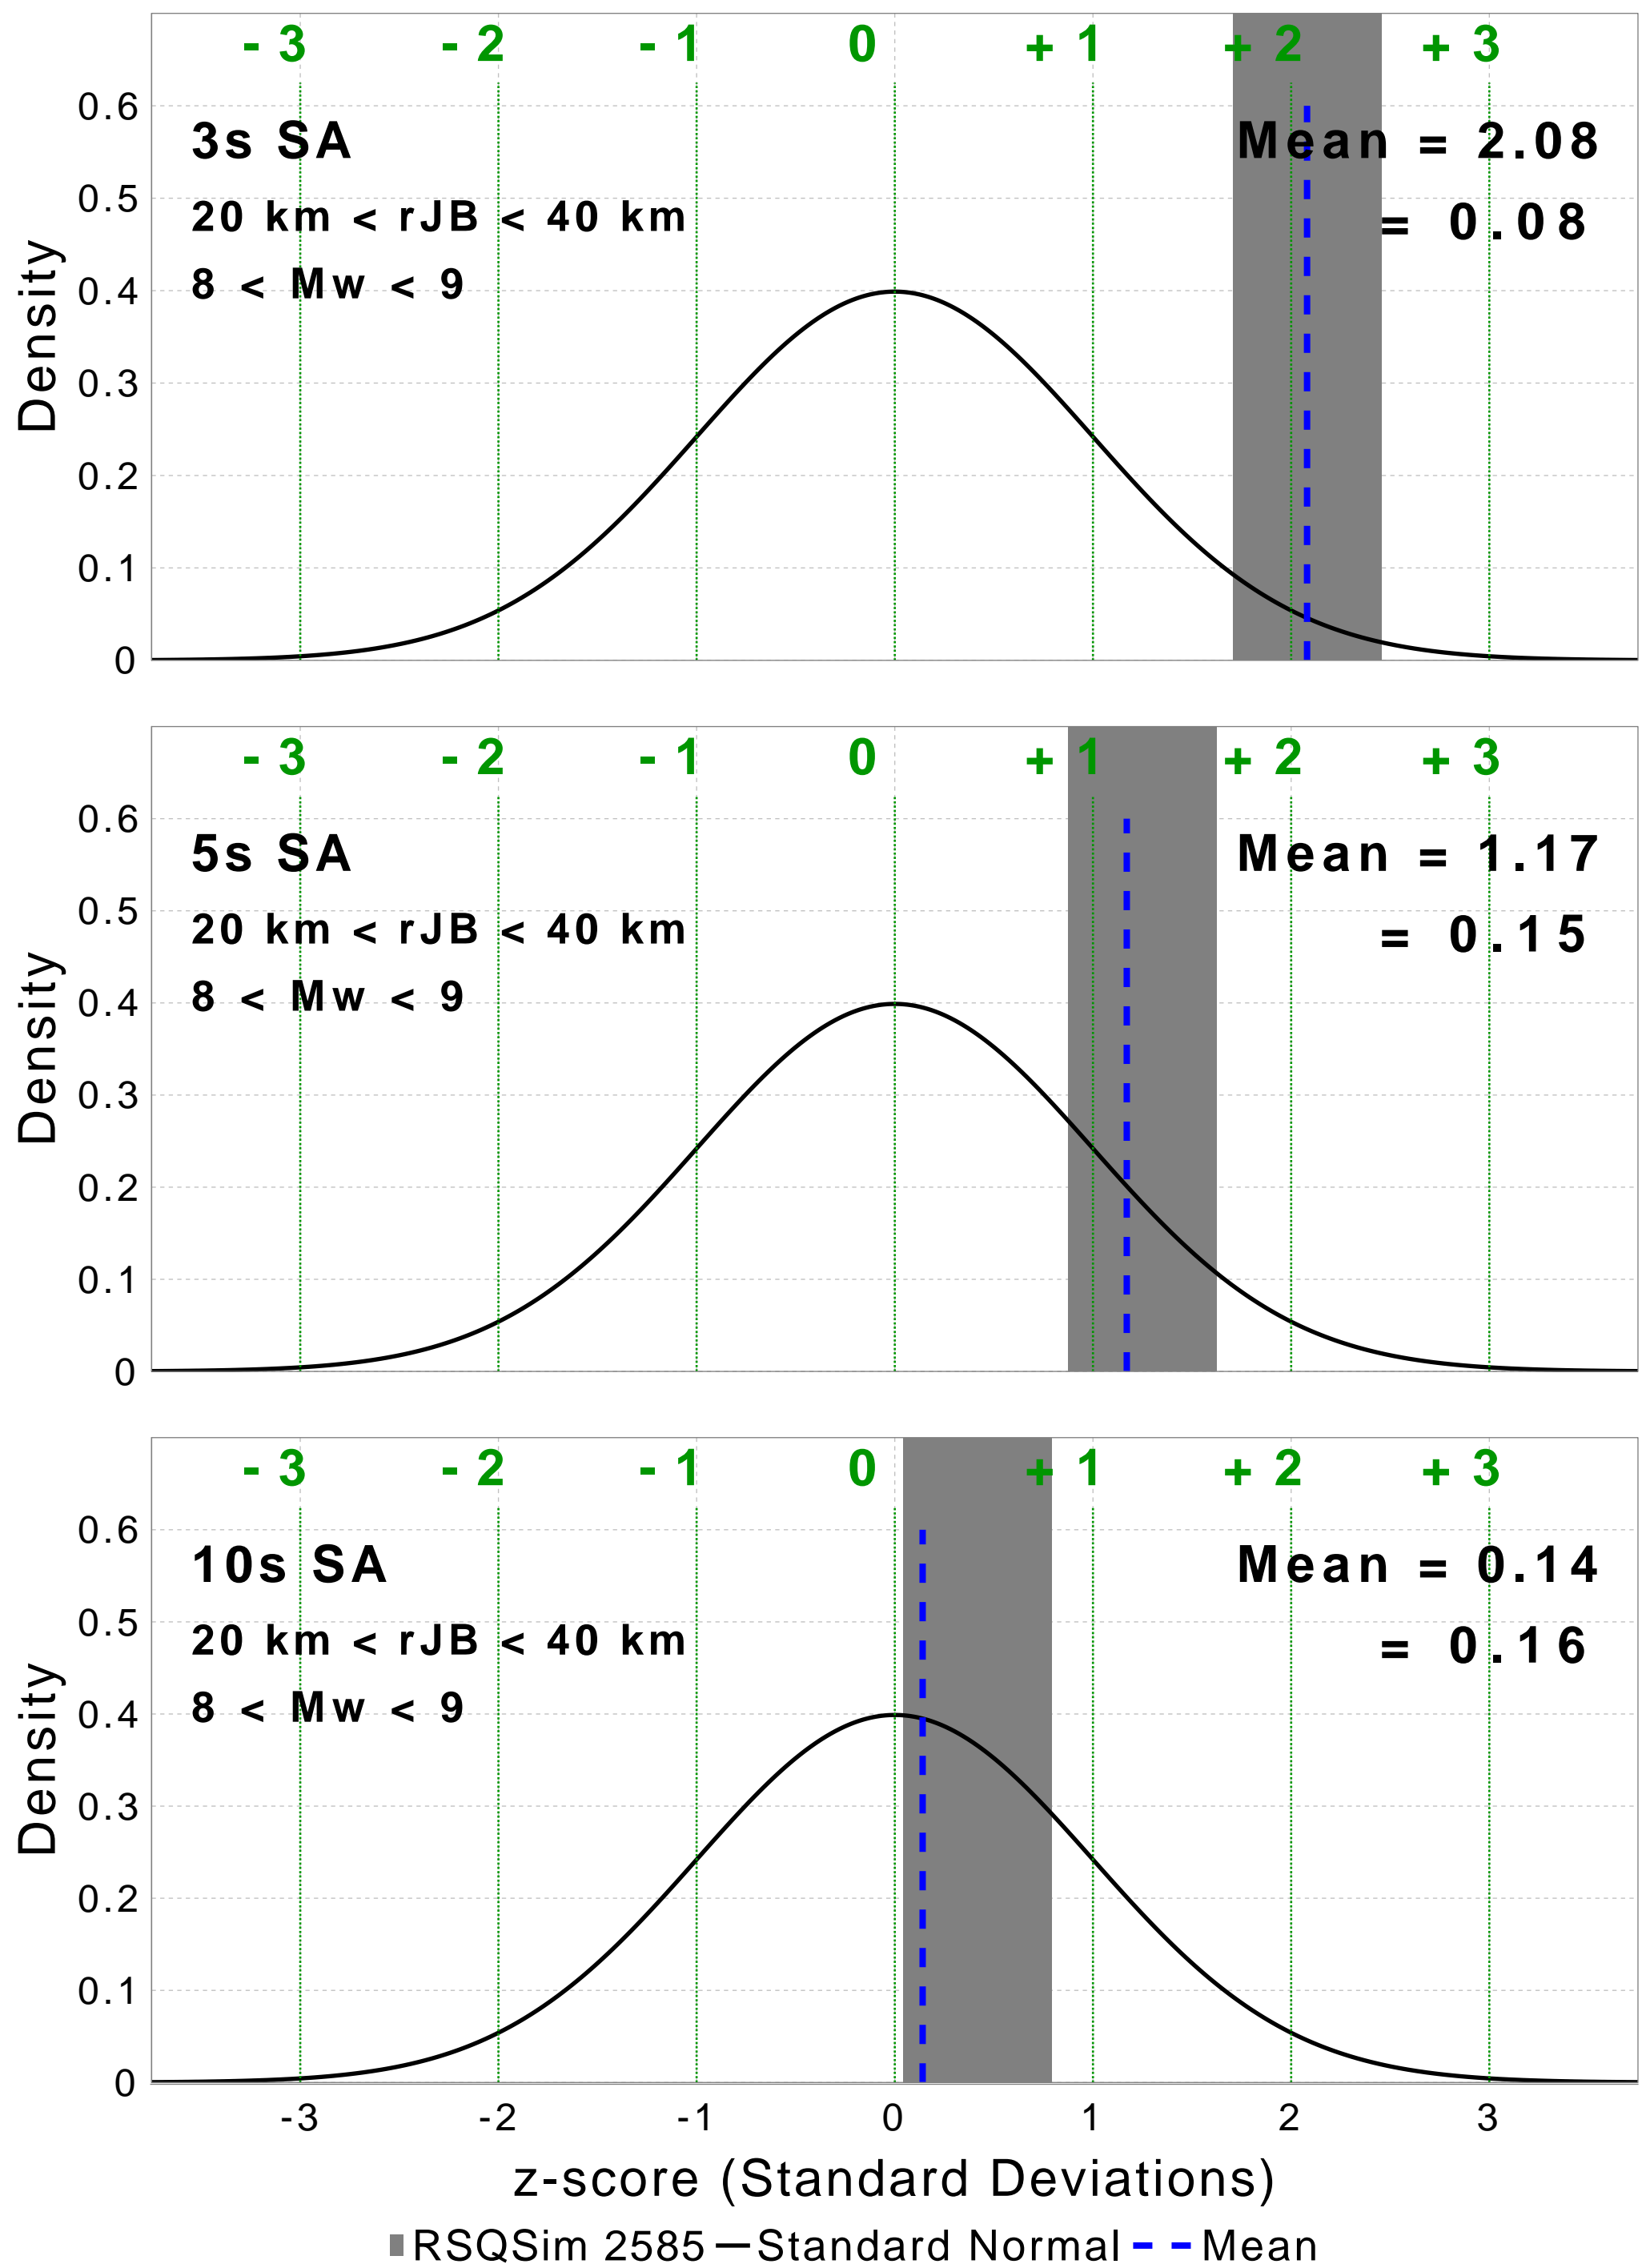 - 3 - 2 - 1 0 + 1 + 2 + 3
0.6
3s SA
Mean = 2.08
0.5
20 km < rJB < 40 km
= 0.08
0.4
8 < Mw < 9
Density
0.3
0.2
0.1
0
- 3 - 2 - 1 0 + 1 + 2 + 3
0.6
5s SA
Mean = 1.17
0.5
20 km < rJB < 40 km
= 0.15
0.4
8 < Mw < 9
Density
0.3
0.2
0.1
0
- 3 - 2 - 1 0 + 1 + 2 + 3
0.6
10s SA
Mean = 0.14
0.5
20 km < rJB < 40 km
= 0.16
0.4
8 < Mw < 9
Density
0.3
0.2
0.1
0
-3 -2 -1 0 1 2 3
z-score (Standard Deviations)
RSQSim 2585 Standard Normal Mean